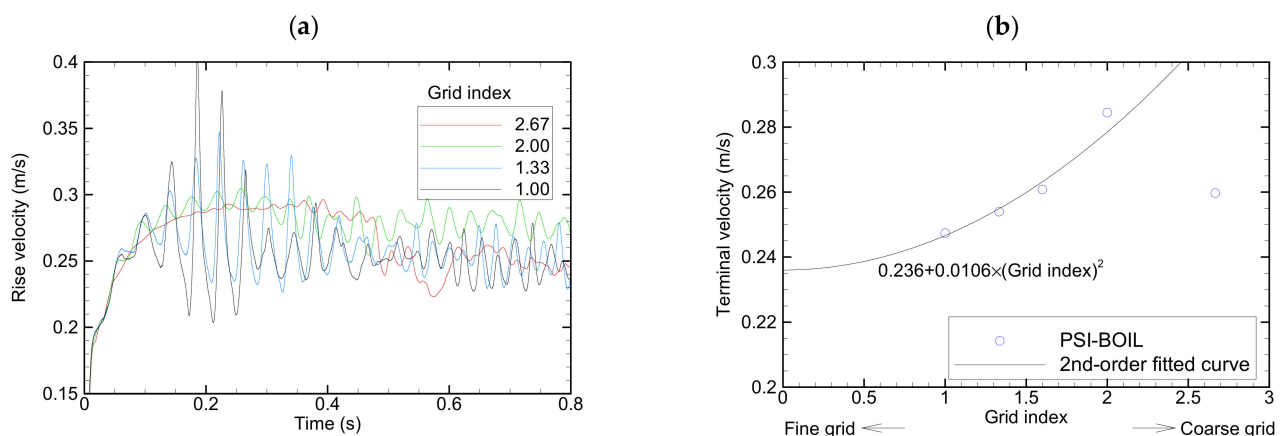 (a)
0.4
0.35
0.3
0.25
0.2
0.15
Rise velocity (m/s)
Grid index
2.67
2.00
1.33
1.00
0
0.2
0.4
0.6
0.8
Time (s)
(b)
0.3
0.28
0.26
0.24
0.22
0.2
Terminal velocity (m/s)
0.236+0.0106×(Grid index)²
PSI-BOIL
2nd-order fitted curve
0
0.5
1
1.5
2
2.5
3
Grid index
Fine grid
Coarse grid